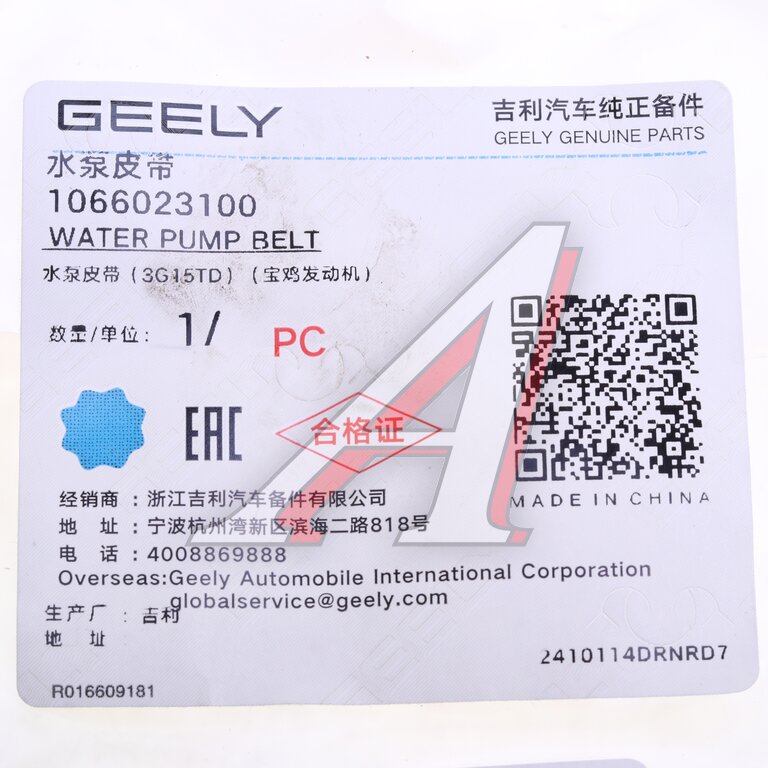 GEELY
吉利汽车纯正备件
GEELY GENUINE PARTS
水泵皮带
1066023100
WATER PUMP BELT
水泵皮带(3G15TD)(宝鸡发动机)
数量/单位: 1/ PC
EAC
合格证
MADE IN CHINA
经销商:浙江吉利汽车备件有限公司
地 址:宁波杭州湾新区滨海二路818号
电 话:4008869888
Overseas:Geely Automobile International Corporation
globalservice@geely.com
生产厂:吉利
地 址
2410114DRNRD7
R016609181